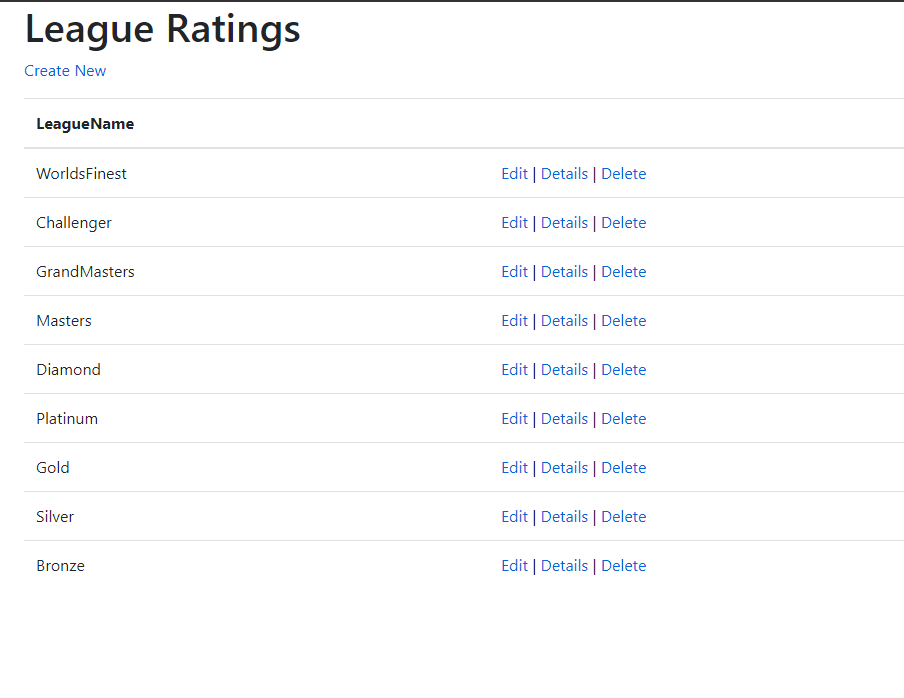 League Ratings
Create New
LeagueName
WorldsFinest Edit | Details | Delete
Challenger Edit | Details | Delete
GrandMasters Edit | Details | Delete
Masters Edit | Details | Delete
Diamond Edit | Details | Delete
Platinum Edit | Details | Delete
Gold Edit | Details | Delete
Silver Edit | Details | Delete
Bronze Edit | Details | Delete